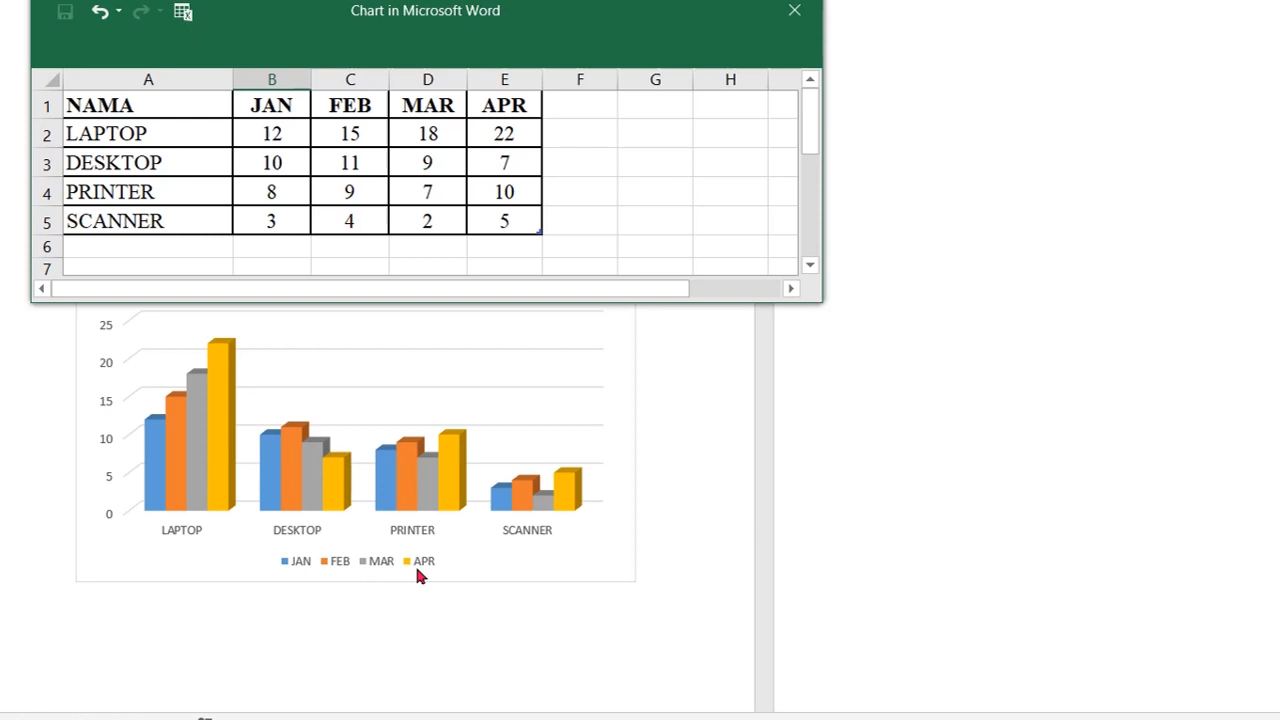 Chart in Microsoft Word
A B C D E F G H
1 NAMA JAN FEB MAR APR
2 LAPTOP 12 15 18 22
3 DESKTOP 10 11 9 7
4 PRINTER 8 9 7 10
5 SCANNER 3 4 2 5
6
7
25
20
15
10
5
0
LAPTOP DESKTOP PRINTER SCANNER
JAN FEB MAR APR